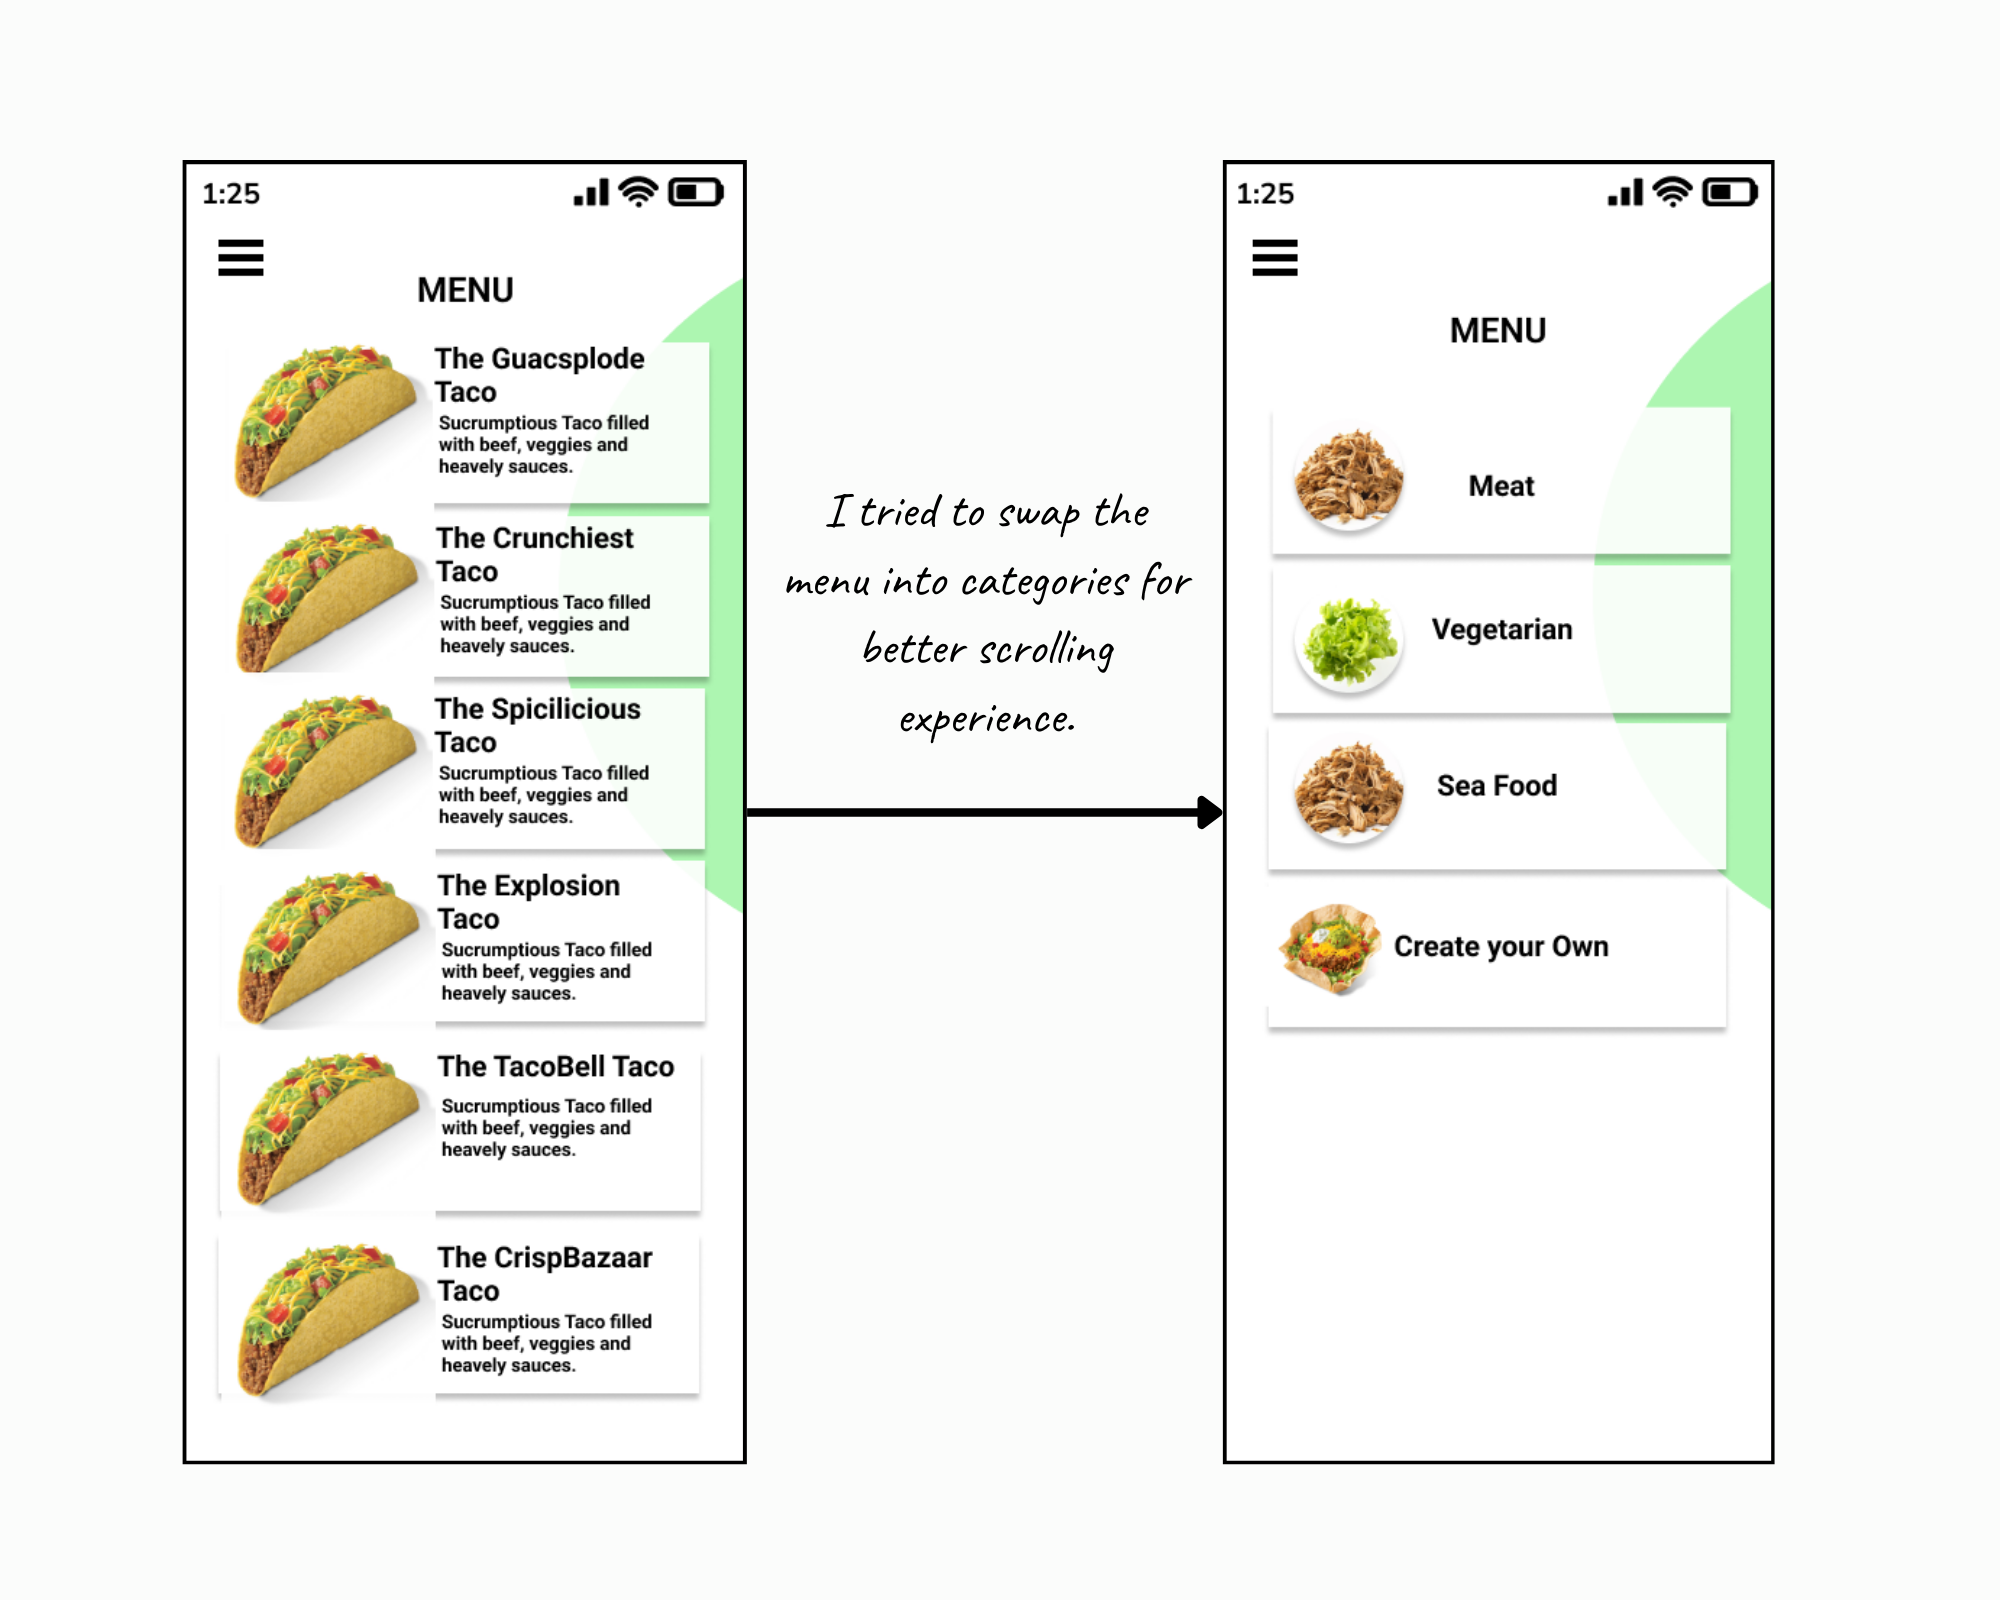 1:25
MENU
The Guacsplode
Taco
Sucrumptious Taco filled
with beef, veggies and
heavely sauces.
The Crunchiest
Taco
Sucrumptious Taco filled
with beef, veggies and
heavely sauces.
The Spicilicious
Taco
Sucrumptious Taco filled
with beef, veggies and
heavely sauces.
The Explosion
Taco
Sucrumptious Taco filled
with beef, veggies and
heavely sauces.
The TacoBell Taco
Sucrumptious Taco filled
with beef, veggies and
heavely sauces.
The CrispBazaar
Taco
Sucrumptious Taco filled
with beef, veggies and
heavely sauces.
I tried to swap the
menu into categories for
better scrolling
experience.
1:25
MENU
Meat
Vegetarian
Sea Food
Create your Own